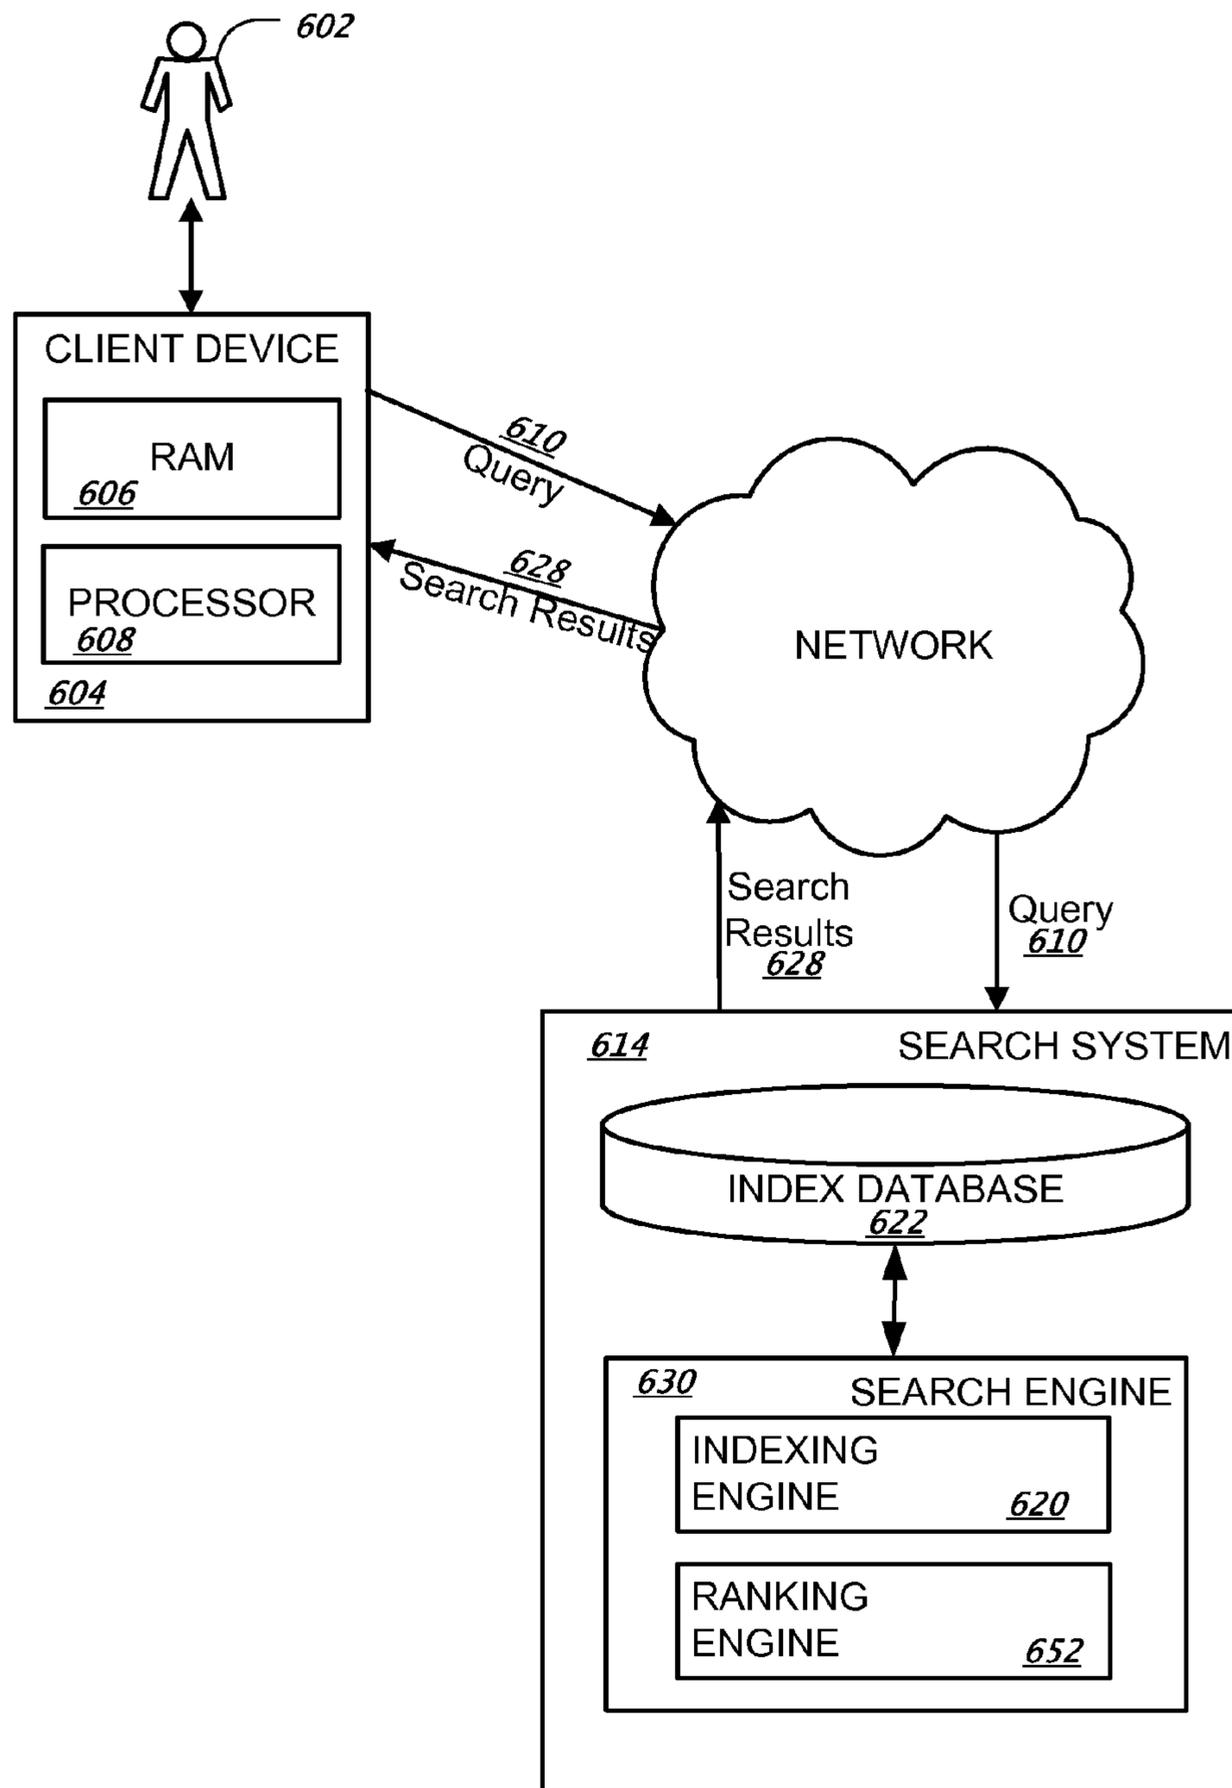 602
CLIENT DEVICE
RAM
606
PROCESSOR
608
604
610
Query
628
Search Results
NETWORK
Search
Results
628
Query
610
614
SEARCH SYSTEM
INDEX DATABASE
622
630
SEARCH ENGINE
INDEXING
ENGINE
620
RANKING
ENGINE
652